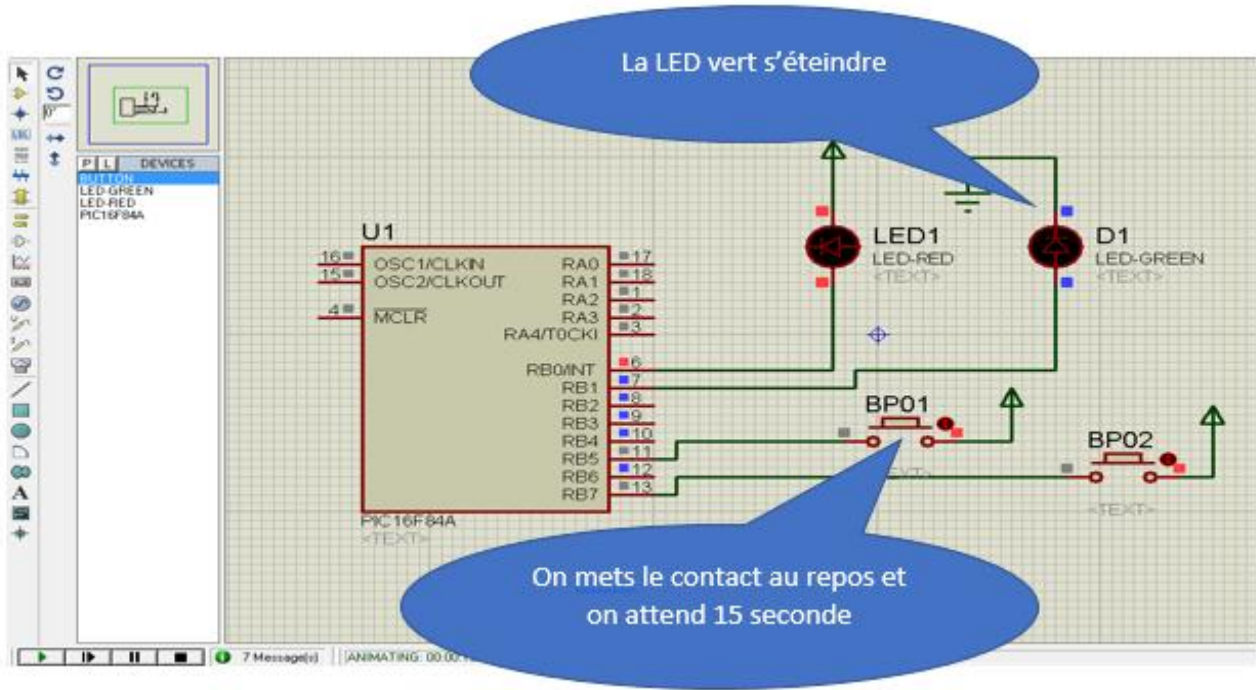 La LED vert s’éteindre
P L DEVICES
BUTTON
LED-GREEN
LED-RED
PIC16F84A
U1
16 OSC1/CLKIN
15 OSC2/CLKOUT
4 MCLR
RA0 17
RA1 18
RA2 1
RA3 2
RA4/T0CKI 3
RB0/INT 6
RB1 7
RB2 8
RB3 9
RB4 10
RB5 11
RB6 12
RB7 13
PIC16F84A
<TEXT>
LED1
LED-RED
<TEXT>
D1
LED-GREEN
<TEXT>
BP01
BP02
<TEXT>
On mets le contact au repos et
on attend 15 seconde
7 Message(s)
ANIMATING: 00:00: